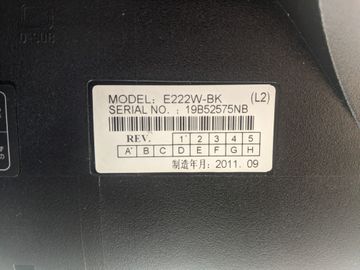 D-SUB
MODEL: E222W-BK (L2)
SERIAL NO. : 19B52575NB
REV. 1* 2 3 4 5
A* B C D E F G H
制造年月: 2011. 09